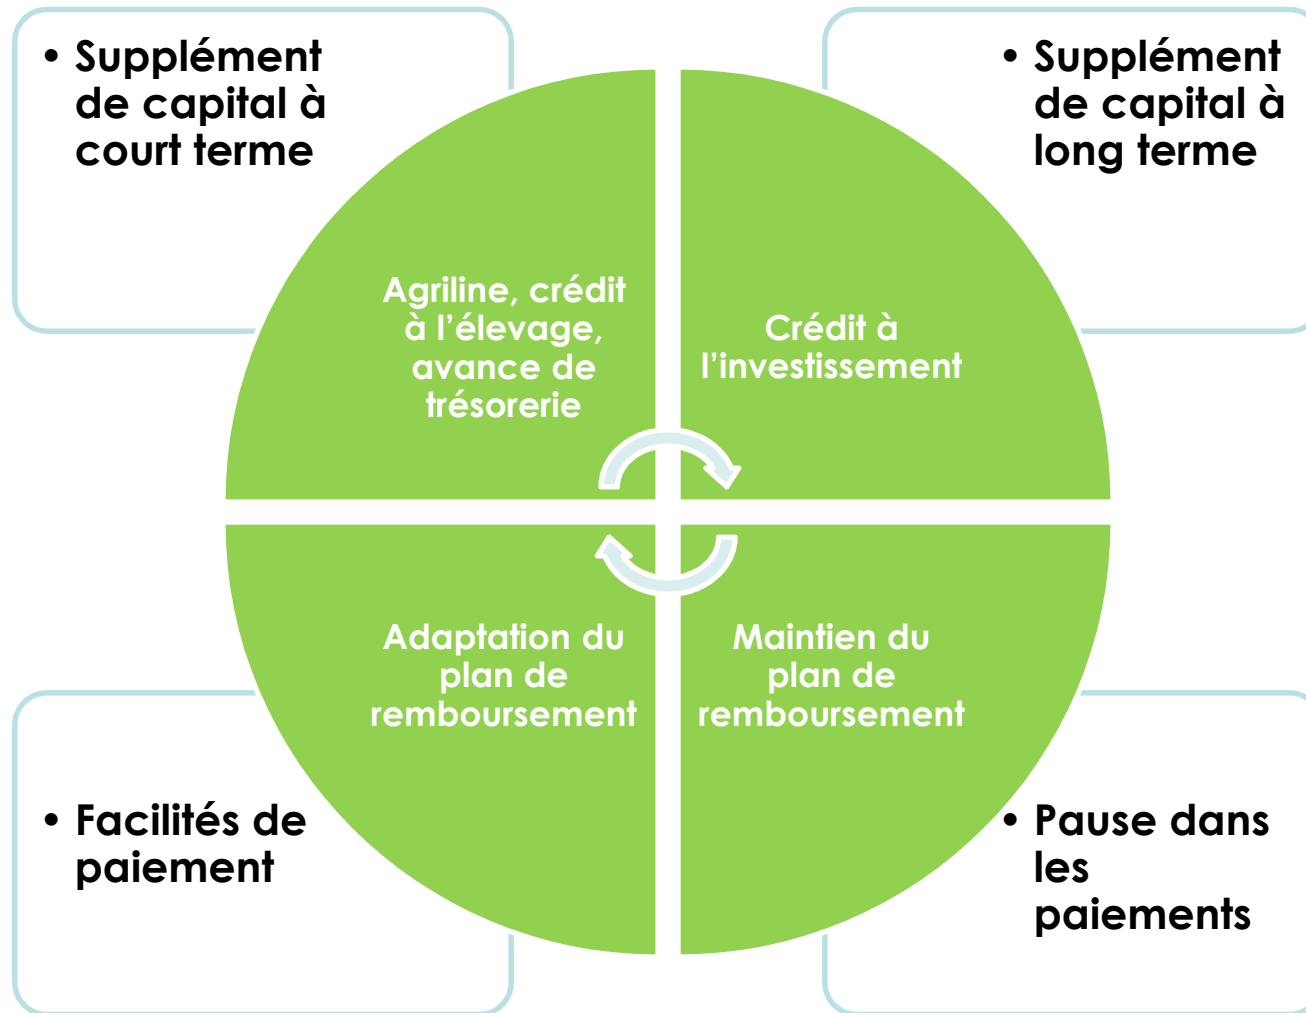 • Supplément
de capital à
court terme
• Supplément
de capital à
long terme
Agriline, crédit
à l’élevage,
avance de
trésorerie
Crédit à
l’investissement
Adaptation du
plan de
remboursement
Maintien du
plan de
remboursement
• Facilités de
paiement
• Pause dans
les
paiements